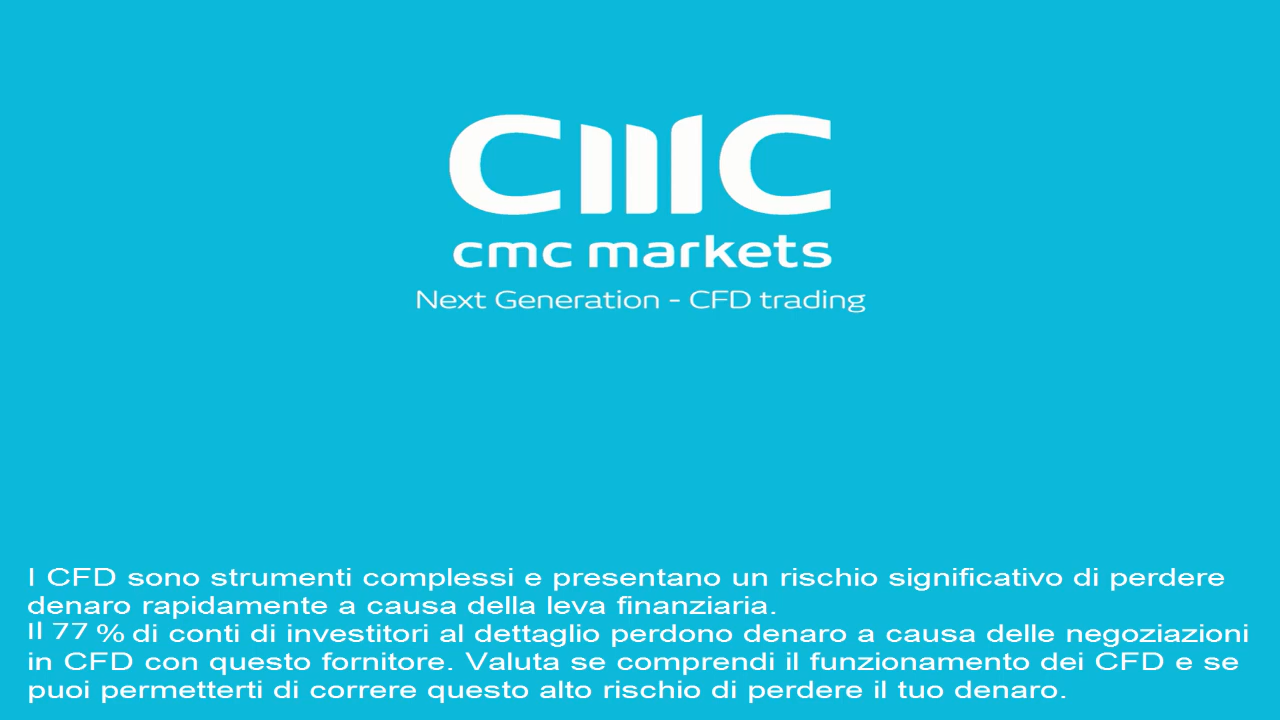 CMC
cmc markets
Next Generation - CFD trading
I CFD sono strumenti complessi e presentano un rischio significativo di perdere
denaro rapidamente a causa della leva finanziaria.
Il 77 % di conti di investitori al dettaglio perdono denaro a causa delle negoziazioni
in CFD con questo fornitore. Valuta se comprendi il funzionamento dei CFD e se
puoi permetterti di correre questo alto rischio di perdere il tuo denaro.